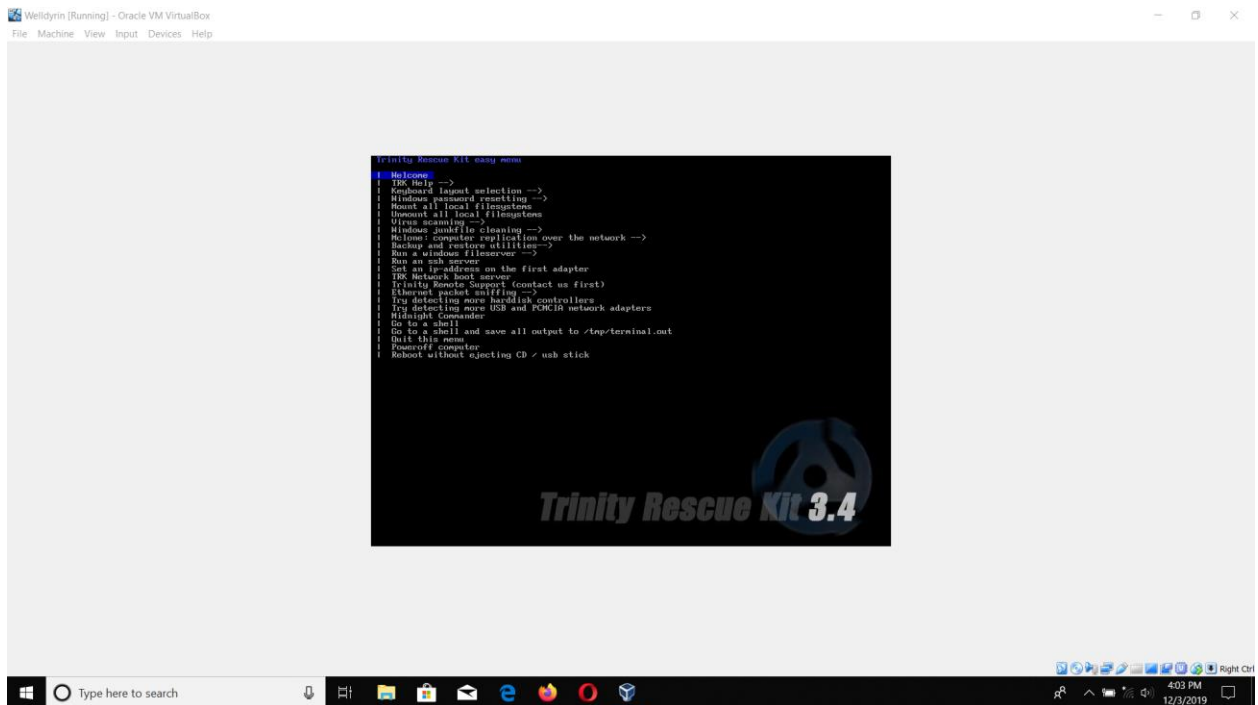 Welldyrin [Running] - Oracle VM VirtualBox
File Machine View Input Devices Help
Trinity Rescue Kit easy menu
Welcome
TRK Help -->
Keyboard layout selection -->
Windows password resetting -->
Mount all local filesystems
Unmount all local filesystems
Virus scanning -->
Windows junkfile cleaning -->
Mclone: computer replication over the network -->
Backup and restore utilities-->
Run a windows fileserver -->
Run an ssh server
Set an ip-address on the first adapter
TRK Network boot server
Trinity Remote Support (contact us first)
Ethernet packet sniffing -->
Try detecting more harddisk controllers
Try detecting more USB and PCMCIA network adapters
Midnight Commander
Go to a shell
Go to a shell and save all output to /tmp/terminal.out
Quit this menu
Poweroff computer
Reboot without ejecting CD / usb stick
Trinity Rescue Kit 3.4
Right Ctrl
Type here to search
4:03 PM
12/3/2019